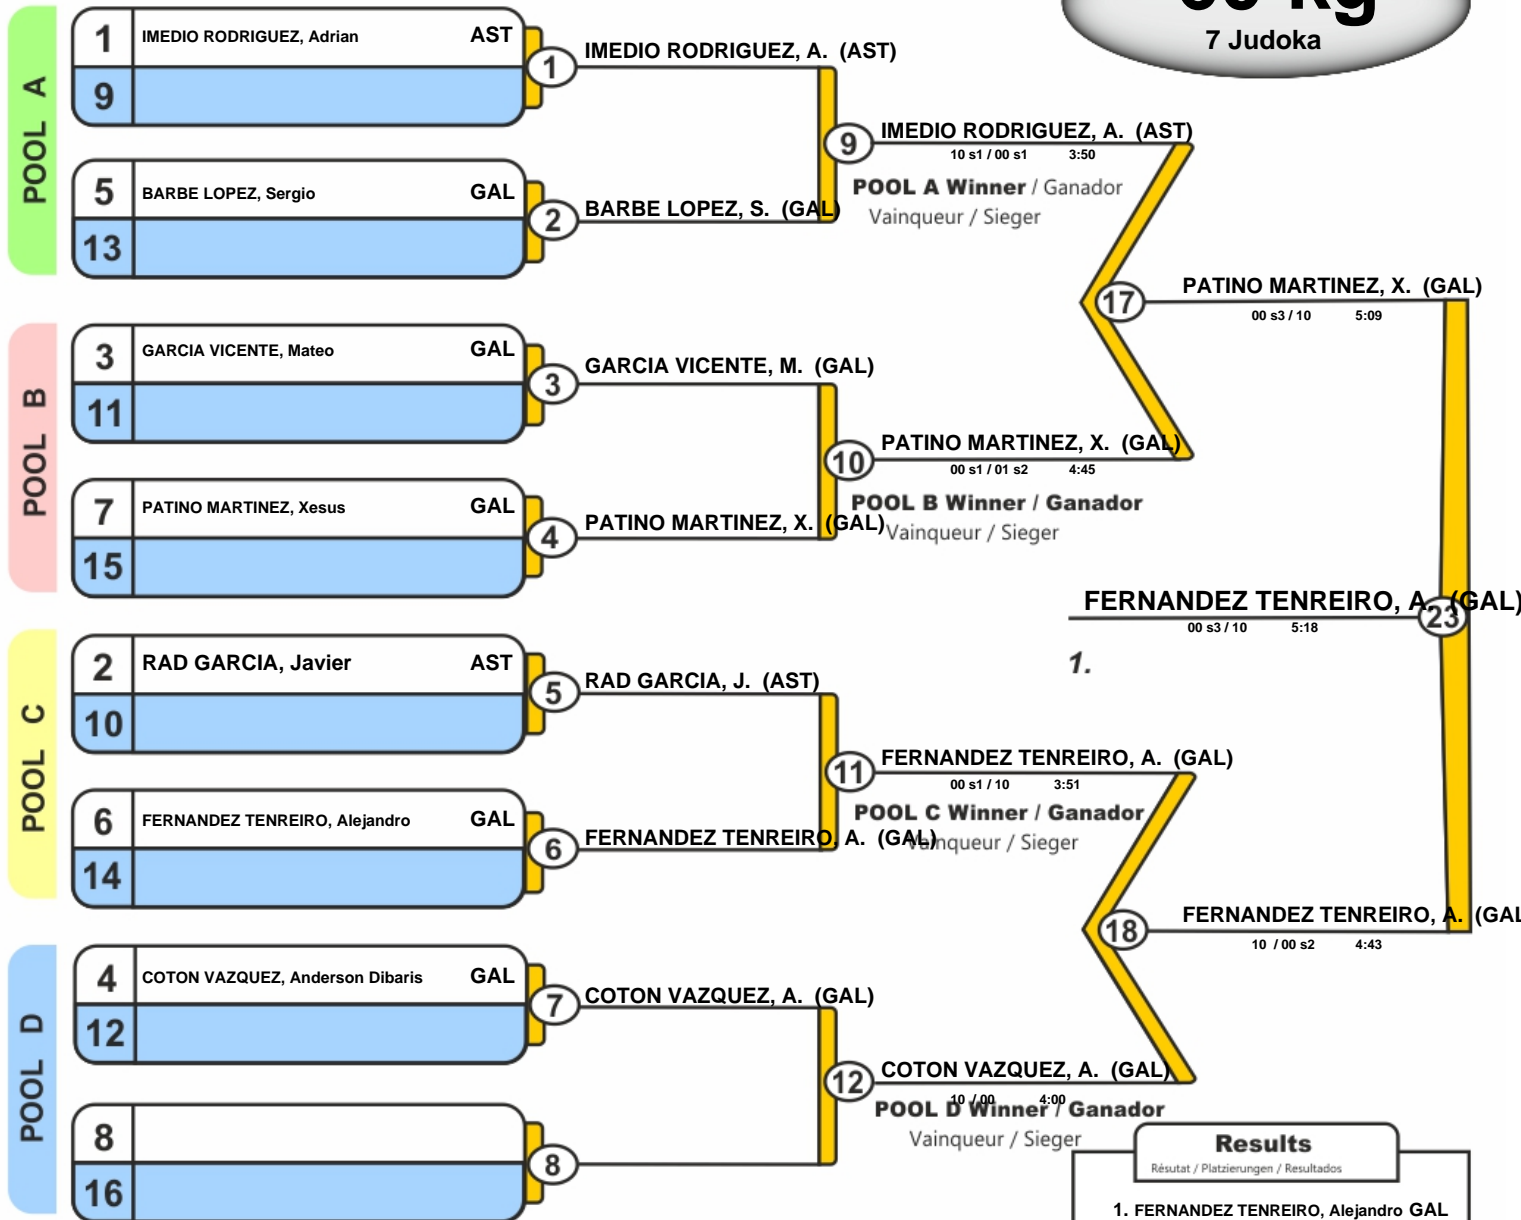 7 Judoka
POOL A
1 IMEDIO RODRIGUEZ, Adrian AST
9
1 IMEDIO RODRIGUEZ, A. (AST)
5 BARBE LOPEZ, Sergio GAL
13
2 BARBE LOPEZ, S. (GAL)
9 IMEDIO RODRIGUEZ, A. (AST)
10 s1 / 00 s1 3:50
POOL A Winner / Ganador
Vainqueur / Sieger
POOL B
3 GARCIA VICENTE, Mateo GAL
11
3 GARCIA VICENTE, M. (GAL)
7 PATINO MARTINEZ, Xesus GAL
15
4 PATINO MARTINEZ, X. (GAL)
10 PATINO MARTINEZ, X. (GAL)
00 s1 / 01 s2 4:45
POOL B Winner / Ganador
Vainqueur / Sieger
17 PATINO MARTINEZ, X. (GAL)
00 s3 / 10 5:09
FERNANDEZ TENREIRO, A. (GAL)
23
00 s3 / 10 5:18
1.
POOL C
2 RAD GARCIA, Javier AST
10
5 RAD GARCIA, J. (AST)
6 FERNANDEZ TENREIRO, Alejandro GAL
14
6 FERNANDEZ TENREIRO, A. (GAL)
11 FERNANDEZ TENREIRO, A. (GAL)
00 s1 / 10 3:51
POOL C Winner / Ganador
Vainqueur / Sieger
POOL D
4 COTON VAZQUEZ, Anderson Dibaris GAL
12
7 COTON VAZQUEZ, A. (GAL)
8
16
8
12 COTON VAZQUEZ, A. (GAL)
10 / 00 4:00
POOL D Winner / Ganador
Vainqueur / Sieger
18 FERNANDEZ TENREIRO, A. (GAL
10 / 00 s2 4:43
Results
Résutat / Platzierungen / Resultados
1. FERNANDEZ TENREIRO, Alejandro GAL